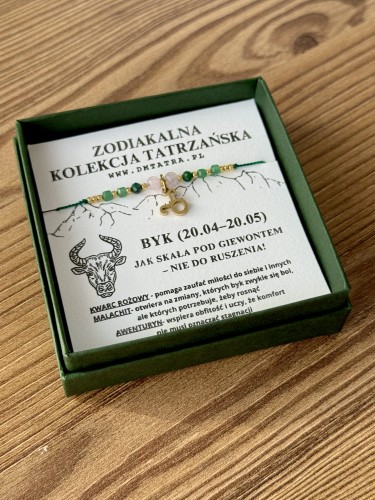 ZODIAKALNA
KOLEKCJA TATRZAŃSKA
WWW.DMTATRA.PL
BYK (20.04–20.05)
JAK SKAŁA POD GIEWONTEM
– NIE DO RUSZENIA!
KWARC RÓŻOWY - pomaga zaufać miłości do siebie i innych
MALACHIT - otwiera na zmiany, których byk zwykle się boi,
ale których potrzebuje, żeby rosnąć
AWENTURYN- wspiera obfitość i uczy, że komfort
nie musi oznaczać stagnacji